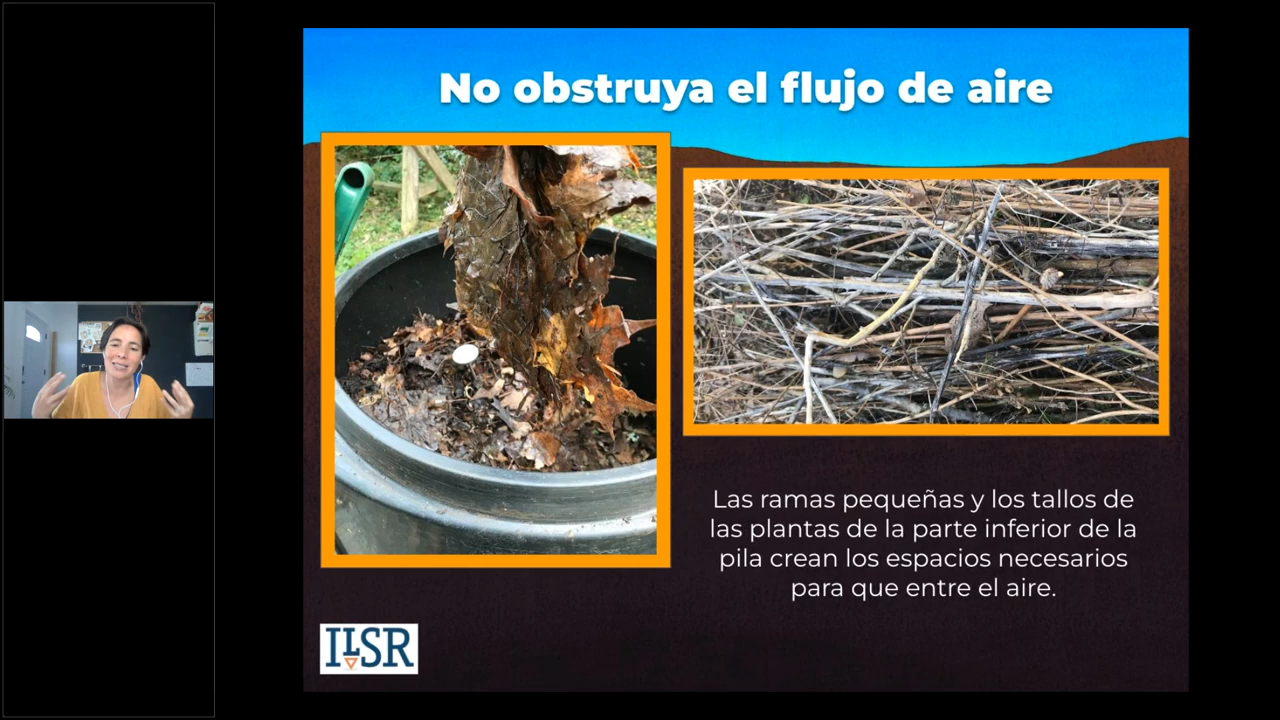 No obstruya el flujo de aire
Las ramas pequeñas y los tallos de
las plantas de la parte inferior de la
pila crean los espacios necesarios
para que entre el aire.
ILSR